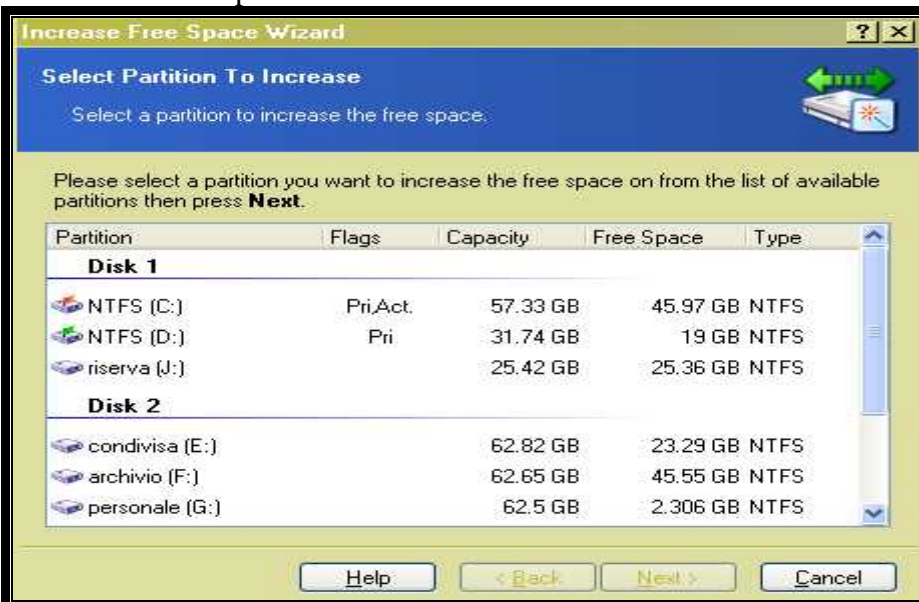 Increase Free Space Wizard
Select Partition To Increase
Select a partition to increase the free space.
Please select a partition you want to increase the free space on from the list of available
partitions then press Next.
Partition Flags Capacity Free Space Type
Disk 1
NTFS (C:) Pri,Act. 57.33 GB 45.97 GB NTFS
NTFS (D:) Pri 31.74 GB 19 GB NTFS
riserva (J:) 25.42 GB 25.36 GB NTFS
Disk 2
condivisa (E:) 62.82 GB 23.29 GB NTFS
archivio (F:) 62.65 GB 45.55 GB NTFS
personale (G:) 62.5 GB 2.306 GB NTFS
Help < Back Next > Cancel